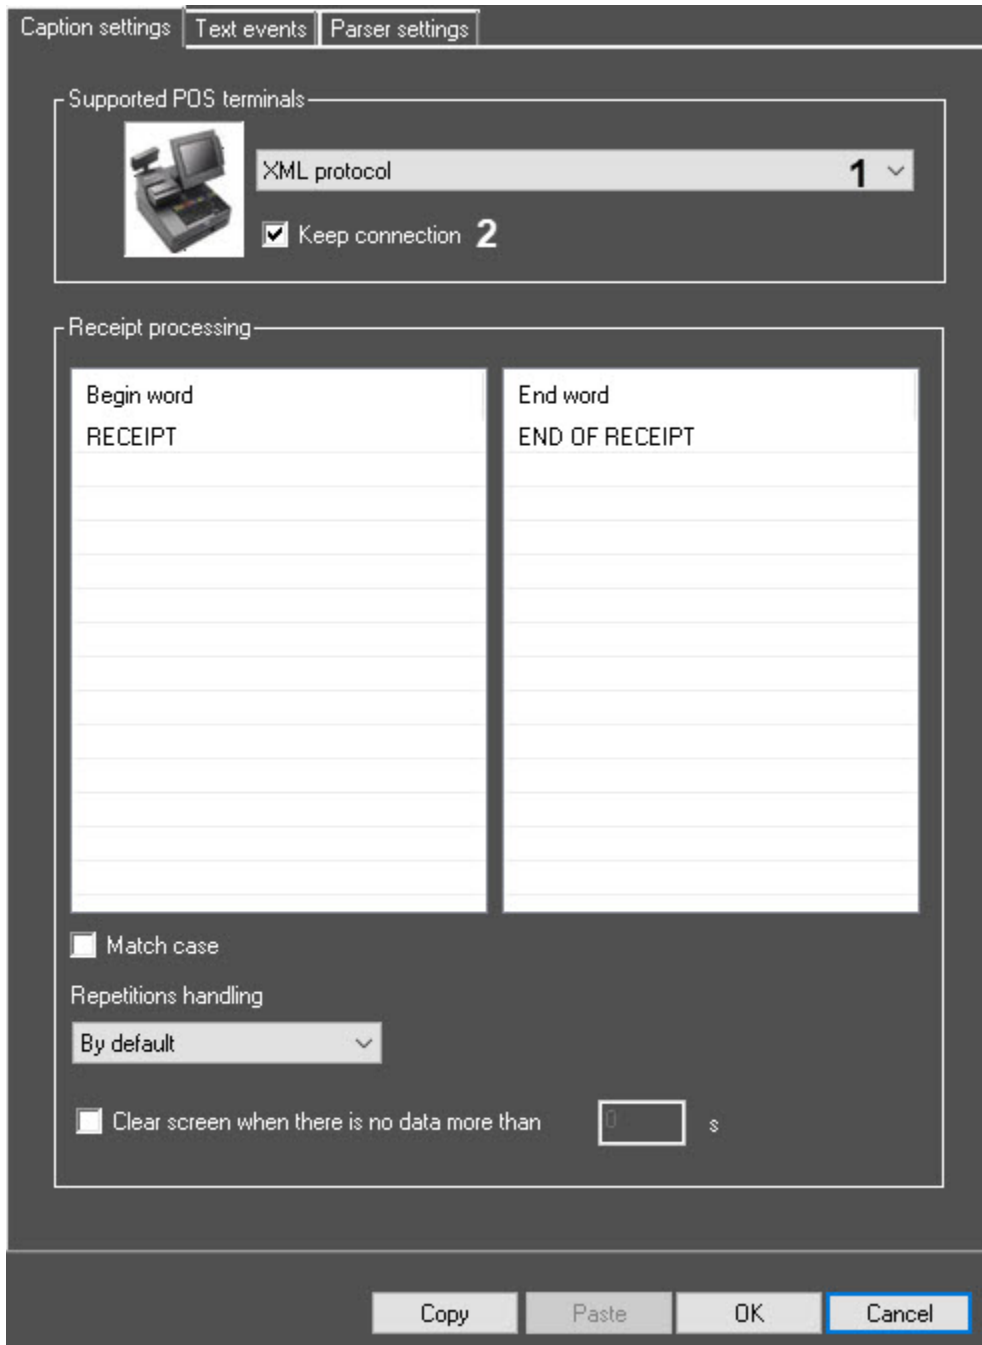 Caption settings Text events Parser settings
Supported POS terminals
XML protocol 1
Keep connection 2
Receipt processing
Begin word End word
RECEIPT END OF RECEIPT
Match case
Repetitions handling
By default
Clear screen when there is no data more than 0 s
Copy Paste OK Cancel